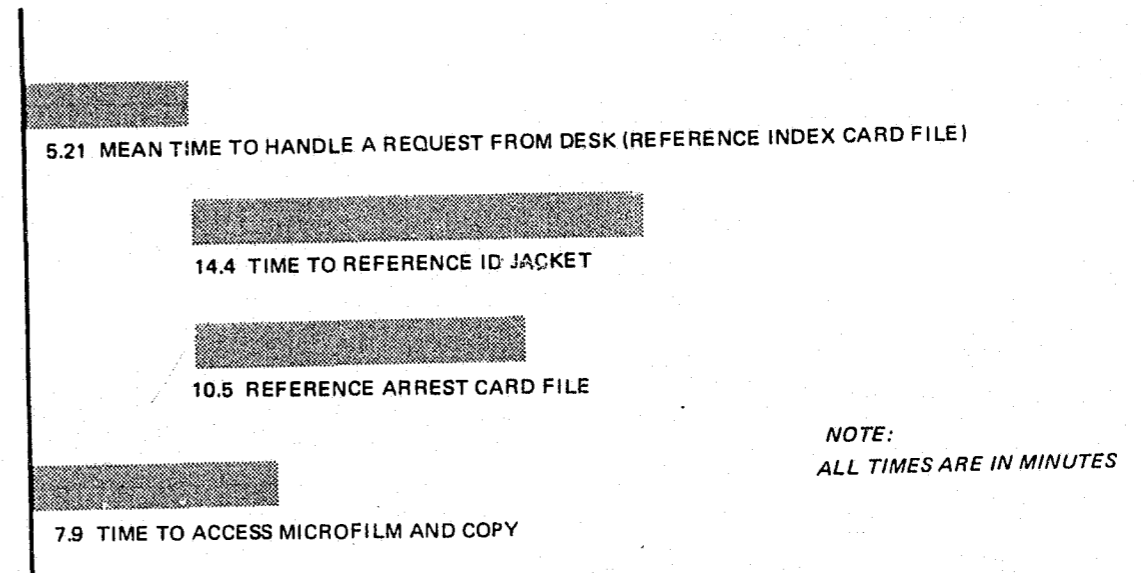 5.21 MEAN TIME TO HANDLE A REQUEST FROM DESK (REFERENCE INDEX CARD FILE)
14.4 TIME TO REFERENCE ID JACKET
10.5 REFERENCE ARREST CARD FILE
NOTE:
ALL TIMES ARE IN MINUTES
7.9 TIME TO ACCESS MICROFILM AND COPY